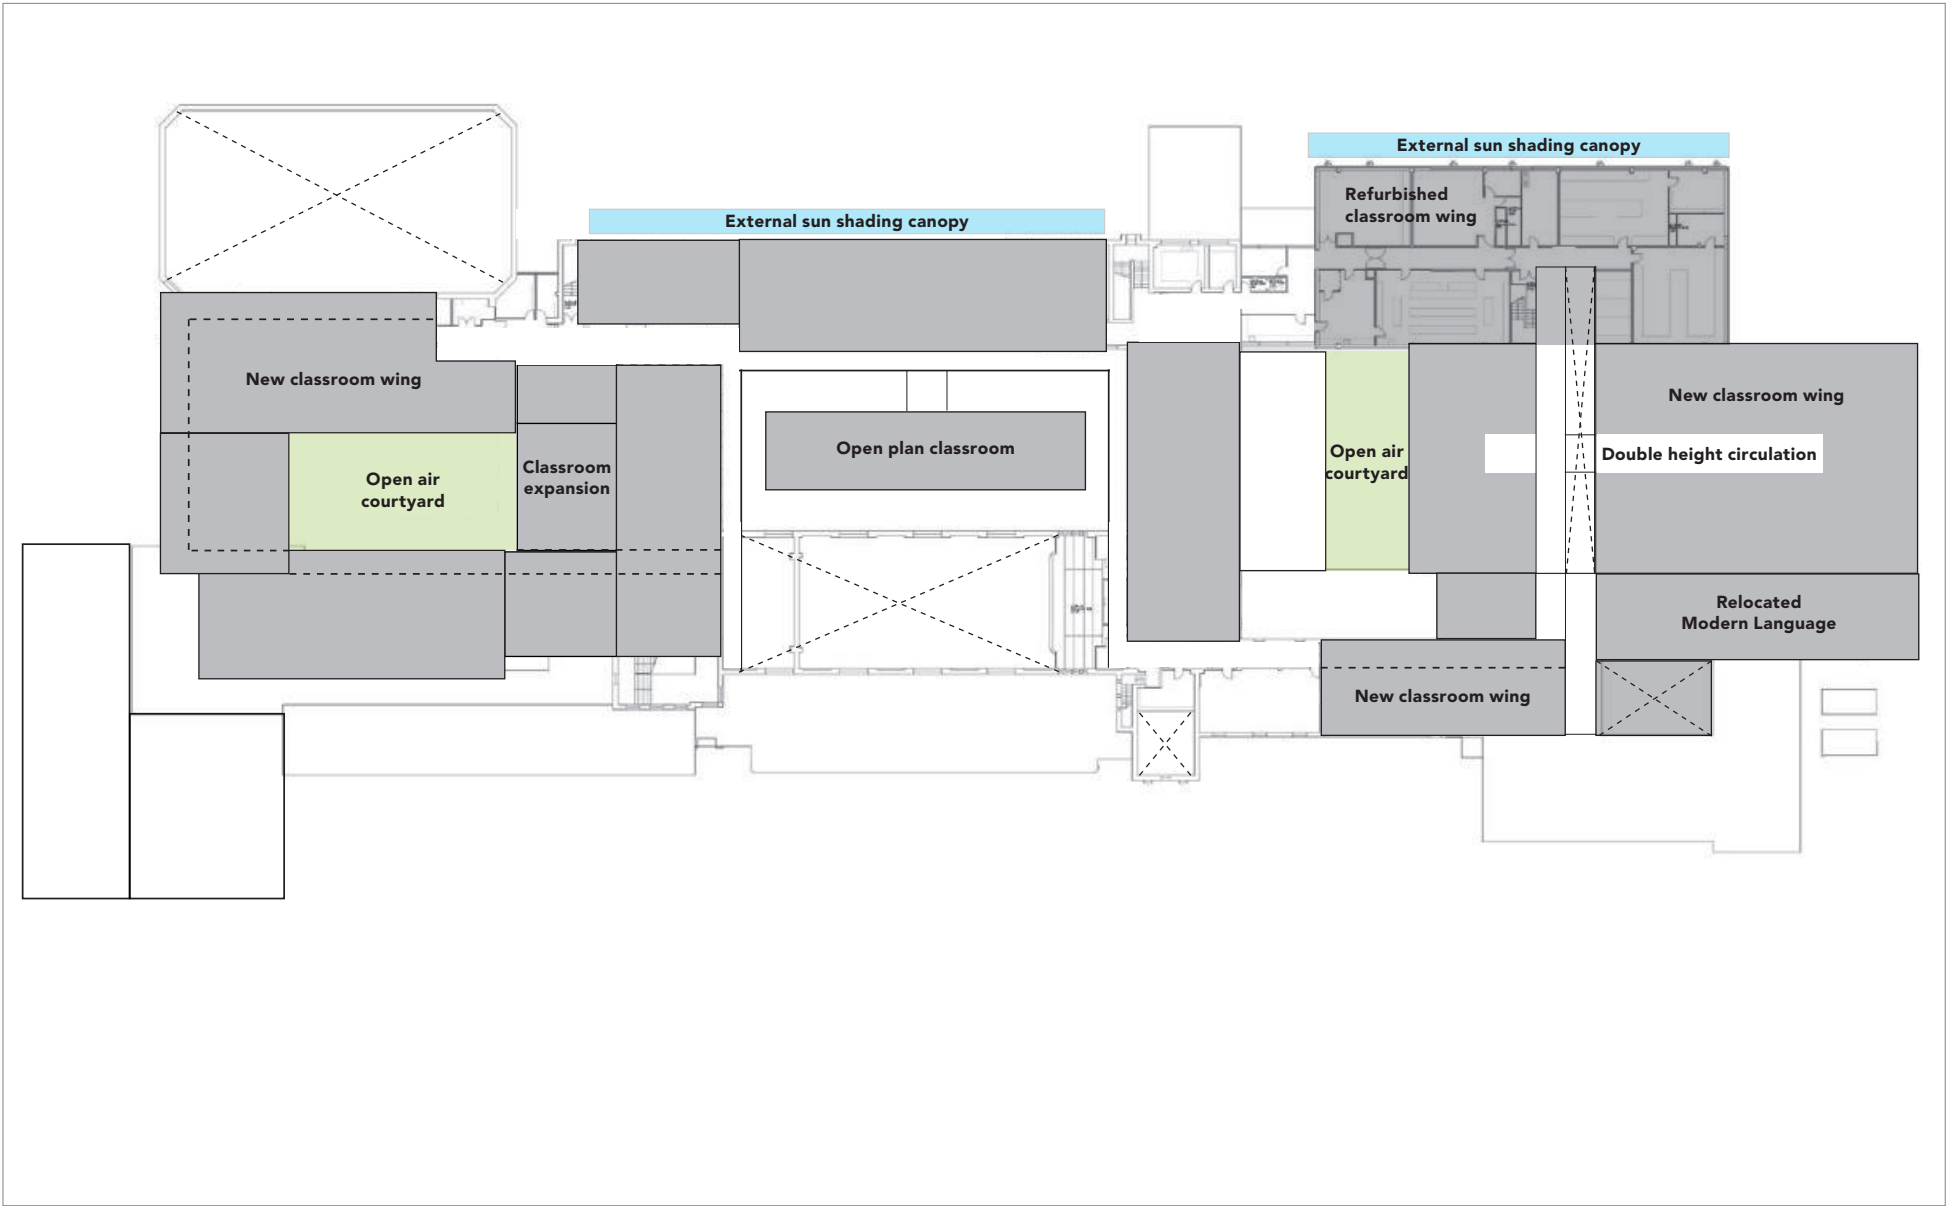 External sun shading canopy
Refurbished
classroom wing
External sun shading canopy
New classroom wing
New classroom wing
Open plan classroom
Open air
courtyard
Double height circulation
Classroom
expansion
Open air
courtyard
Relocated
Modern Language
New classroom wing